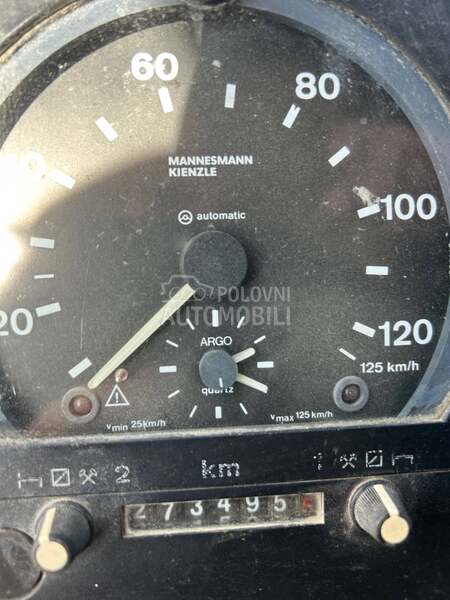 60
80
40
MANNESMANN
KIENZLE
automatic
100
POLOVNI
AUTOMOBILI
20
ARGO
120
125 km/h
quartz
vmin 25km/h
vmax 125km/h
2 km 1
273495